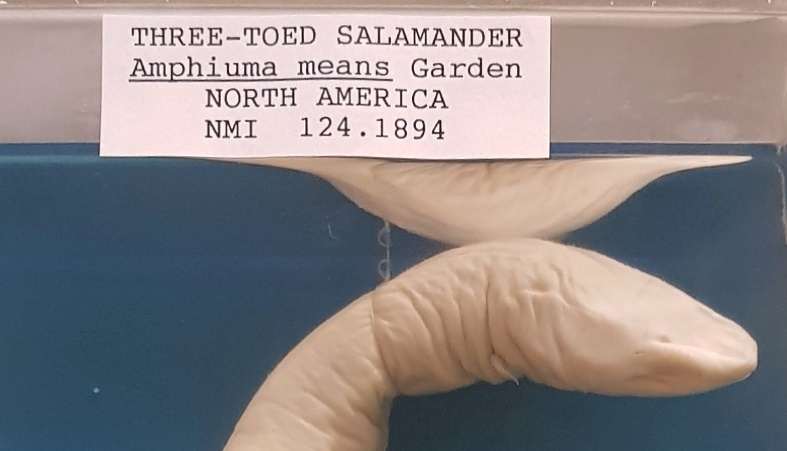 THREE-TOED SALAMANDER
Amphiuma means Garden
NORTH AMERICA
NMI 124.1894